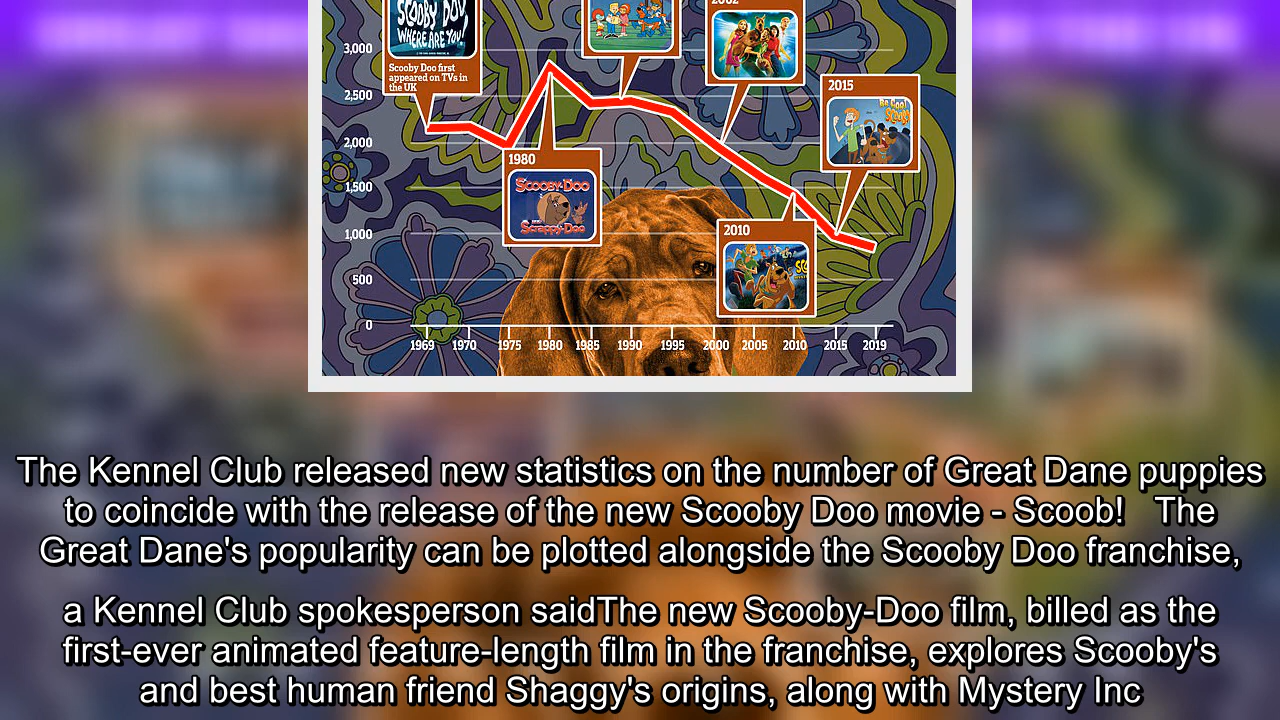 SCOOBY DOO
WHERE ARE YOU!
2002
3,000
Scooby Doo first
appeared on TVs in
the UK
2,500
2015
BE COOL
SCOOBY
2,000
1980
SCOOBY-DOO
AND
SCRAPPY-DOO
1,500
1,000
2010
500
0
1969 1970 1975 1980 1985 1990 1995 2000 2005 2010 2015 2019
The Kennel Club released new statistics on the number of Great Dane puppies
to coincide with the release of the new Scooby Doo movie - Scoob! The
Great Dane's popularity can be plotted alongside the Scooby Doo franchise,
a Kennel Club spokesperson saidThe new Scooby-Doo film, billed as the
first-ever animated feature-length film in the franchise, explores Scooby's
and best human friend Shaggy's origins, along with Mystery Inc